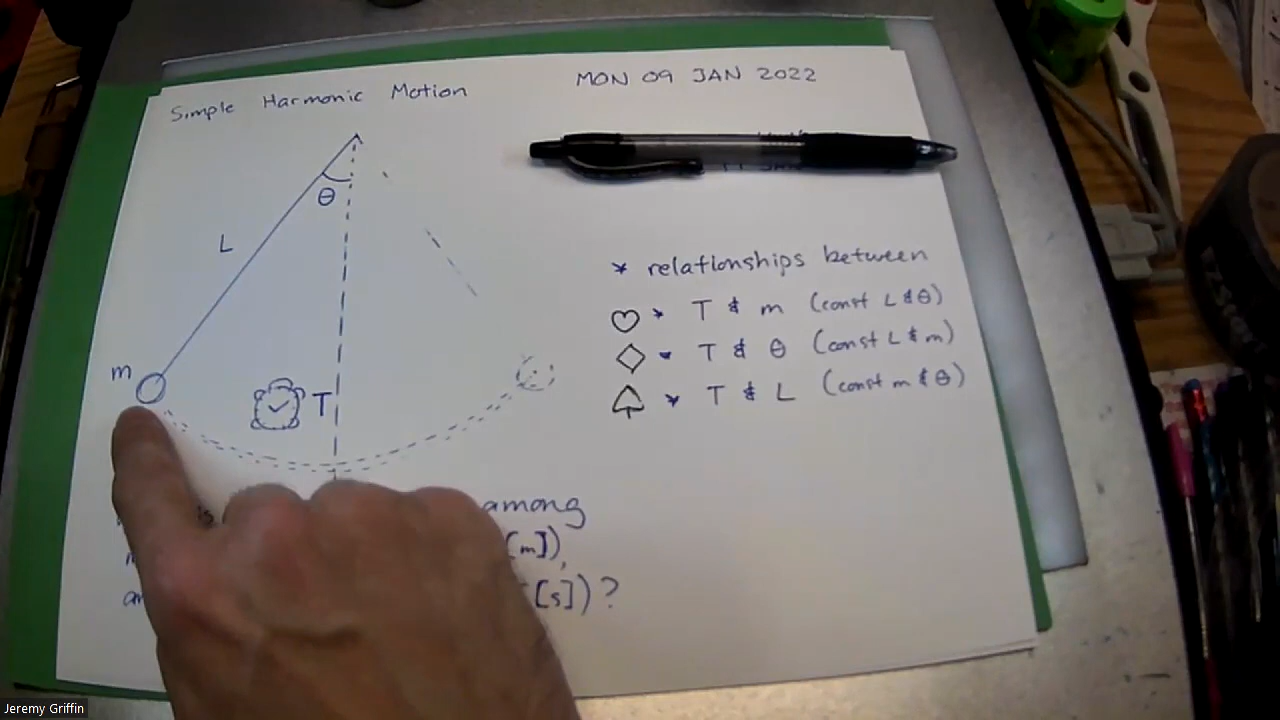 Simple Harmonic Motion
MON 09 JAN 2022
θ
L
m
T
* relationships between
♡ * T & m (const L & θ)
♢ * T & θ (const L & m)
♤ * T & L (const m & θ)
among
[m]),
[s])?
Jeremy Griffin